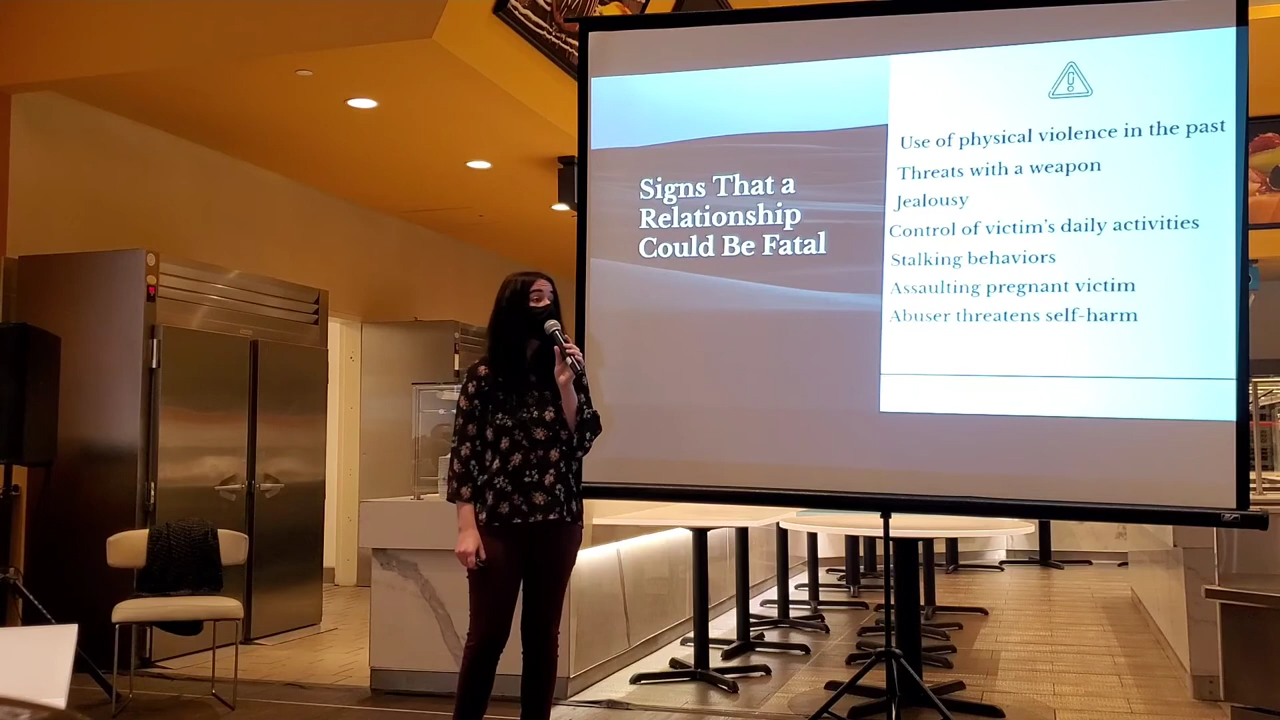 Signs That a
Relationship
Could Be Fatal
Use of physical violence in the past
Threats with a weapon
Jealousy
Control of victim's daily activities
Stalking behaviors
Assaulting pregnant victim
Abuser threatens self-harm